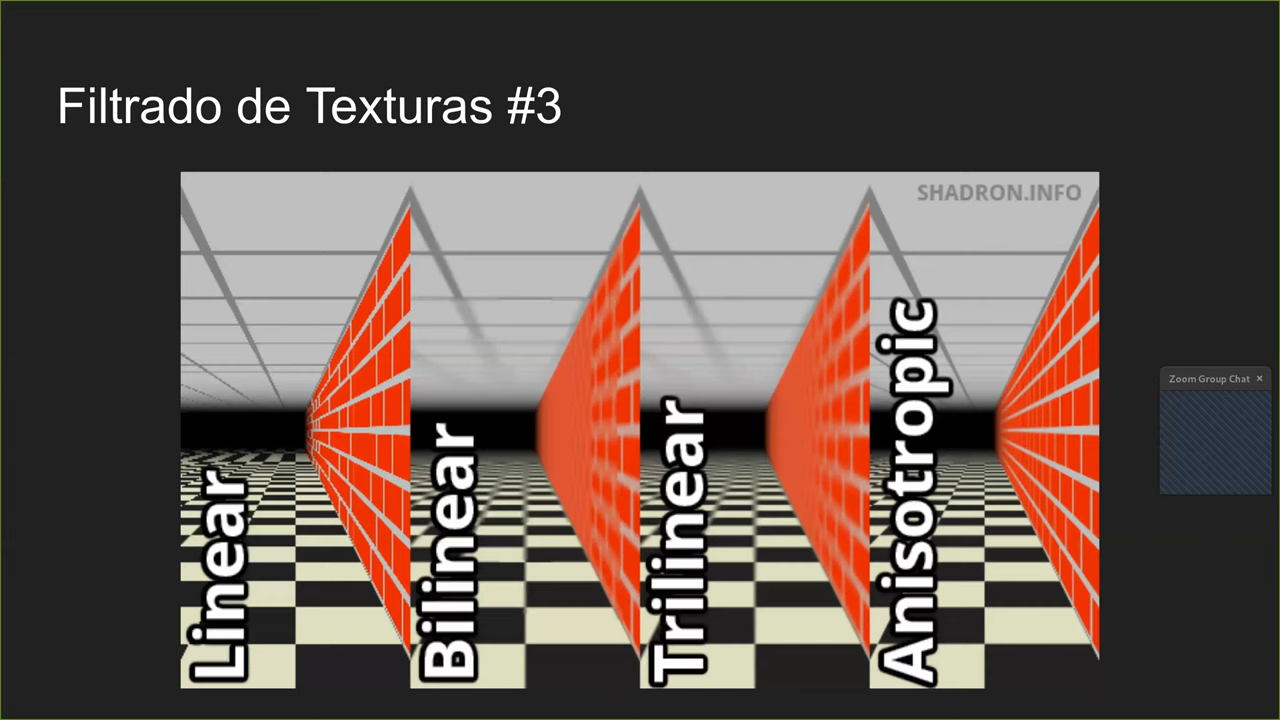 Filtrado de Texturas #3
SHADRON.INFO
Linear
Bilinear
Trilinear
Anisotropic
Zoom Group Chat ×